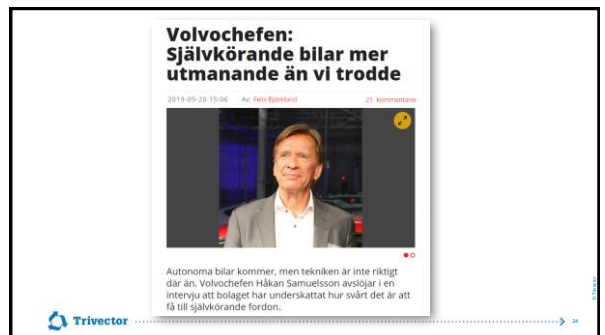 Volvochefen:
Självkörande bilar mer
utmanande än vi trodde
2019-09-20 15:06 Av: Felix Björklund 21 kommentarer
Autonoma bilar kommer, men tekniken är inte riktigt
där än. Volvochefen Håkan Samuelsson avslöjar i en
intervju att bolaget har underskattat hur svårt det är att
få till självkörande fordon.
Trivector
24
© Trivector